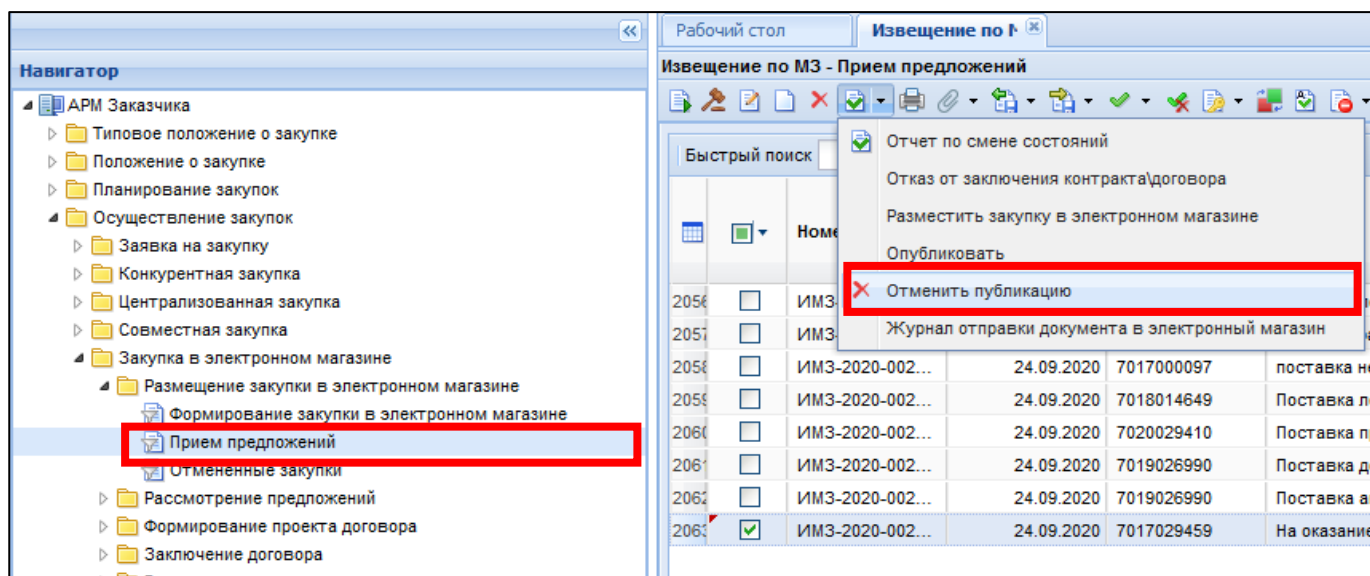 Навигатор
АРМ Заказчика
Типовое положение о закупке
Положение о закупке
Планирование закупок
Осуществление закупок
Заявка на закупку
Конкурентная закупка
Централизованная закупка
Совместная закупка
Закупка в электронном магазине
Размещение закупки в электронном магазине
Формирование закупки в электронном магазине
Прием предложений
Отмененные закупки
Рассмотрение предложений
Формирование проекта договора
Заключение договора
Рабочий стол
Извещение по
Извещение по МЗ - Прием предложений
Быстрый поиск
Отчет по смене состояний
Отказ от заключения контракта\договора
Разместить закупку в электронном магазине
Опубликовать
Отменить публикацию
Журнал отправки документа в электронный магазин
ИМЗ-
ИМЗ-
ИМЗ-2020-002... 24.09.2020 7017000097 поставка
ИМЗ-2020-002... 24.09.2020 7018014649 Поставка
ИМЗ-2020-002... 24.09.2020 7020029410 Поставка
ИМЗ-2020-002... 24.09.2020 7019026990 Поставка
ИМЗ-2020-002... 24.09.2020 7019026990 Поставка
ИМЗ-2020-002... 24.09.2020 7017029459 На оказание